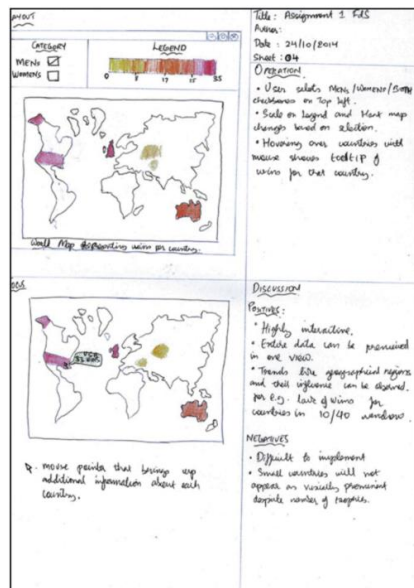 LAYOUT
CATEGORY
MENS
WOMENS
LEGEND
0
35
World Map representing wins per country.
mouse pointer that brings up
additional information about each
country.
Title: Assignment 1 FdS
Author:
Date: 24/10/2014
Sheet: 04
OPERATION
• User selects MENS/WOMENS/BOTH
checkboxes on Top left.
• Scale on legend and Heat map
changes based on selection.
• Hovering over countries with
mouse shows tooltip of
wins for that country.
DISCUSSION
POSITIVES:
• Highly interactive.
• Entire data can be presented
in one view.
• Trends like geographical regions
and their influence can be observed.
for e.g. lack of wins for
countries in 10/40 window.
NEGATIVES
• Difficult to implement
• Small countries will not
appear as visually prominent
despite number of trophies.